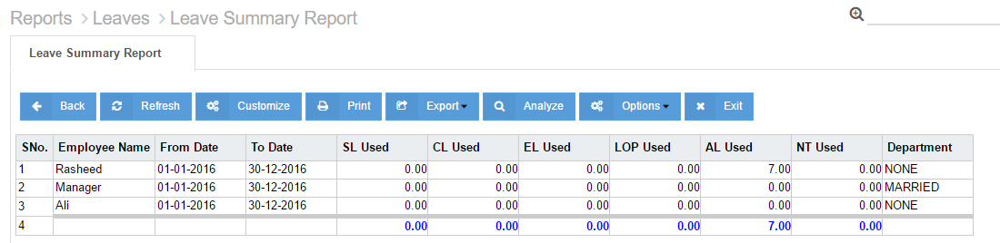 Reports > Leaves > Leave Summary Report
Leave Summary Report
Back Refresh Customize Print Export Analyze Options Exit
SNo. Employee Name From Date To Date SL Used CL Used EL Used LOP Used AL Used NT Used Department
1 Rasheed 01-01-2016 30-12-2016 0.00 0.00 0.00 0.00 7.00 0.00 NONE
2 Manager 01-01-2016 30-12-2016 0.00 0.00 0.00 0.00 0.00 0.00 MARRIED
3 Ali 01-01-2016 30-12-2016 0.00 0.00 0.00 0.00 0.00 0.00 NONE
4 0.00 0.00 0.00 0.00 7.00 0.00